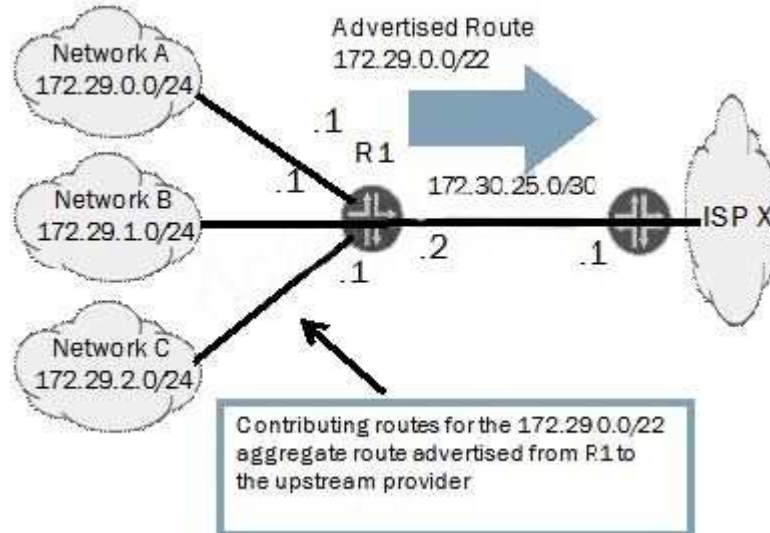 Network A
172.29.0.0/24
Advertised Route
172.29.0.0/22
.1
R1
.1
172.30.25.0/30
Network B
172.29.1.0/24
.1
.2
.1
ISP X
Network C
172.29.2.0/24
Contributing routes for the 172.29.0.0/22
aggregate route advertised from R1 to
the upstream provider